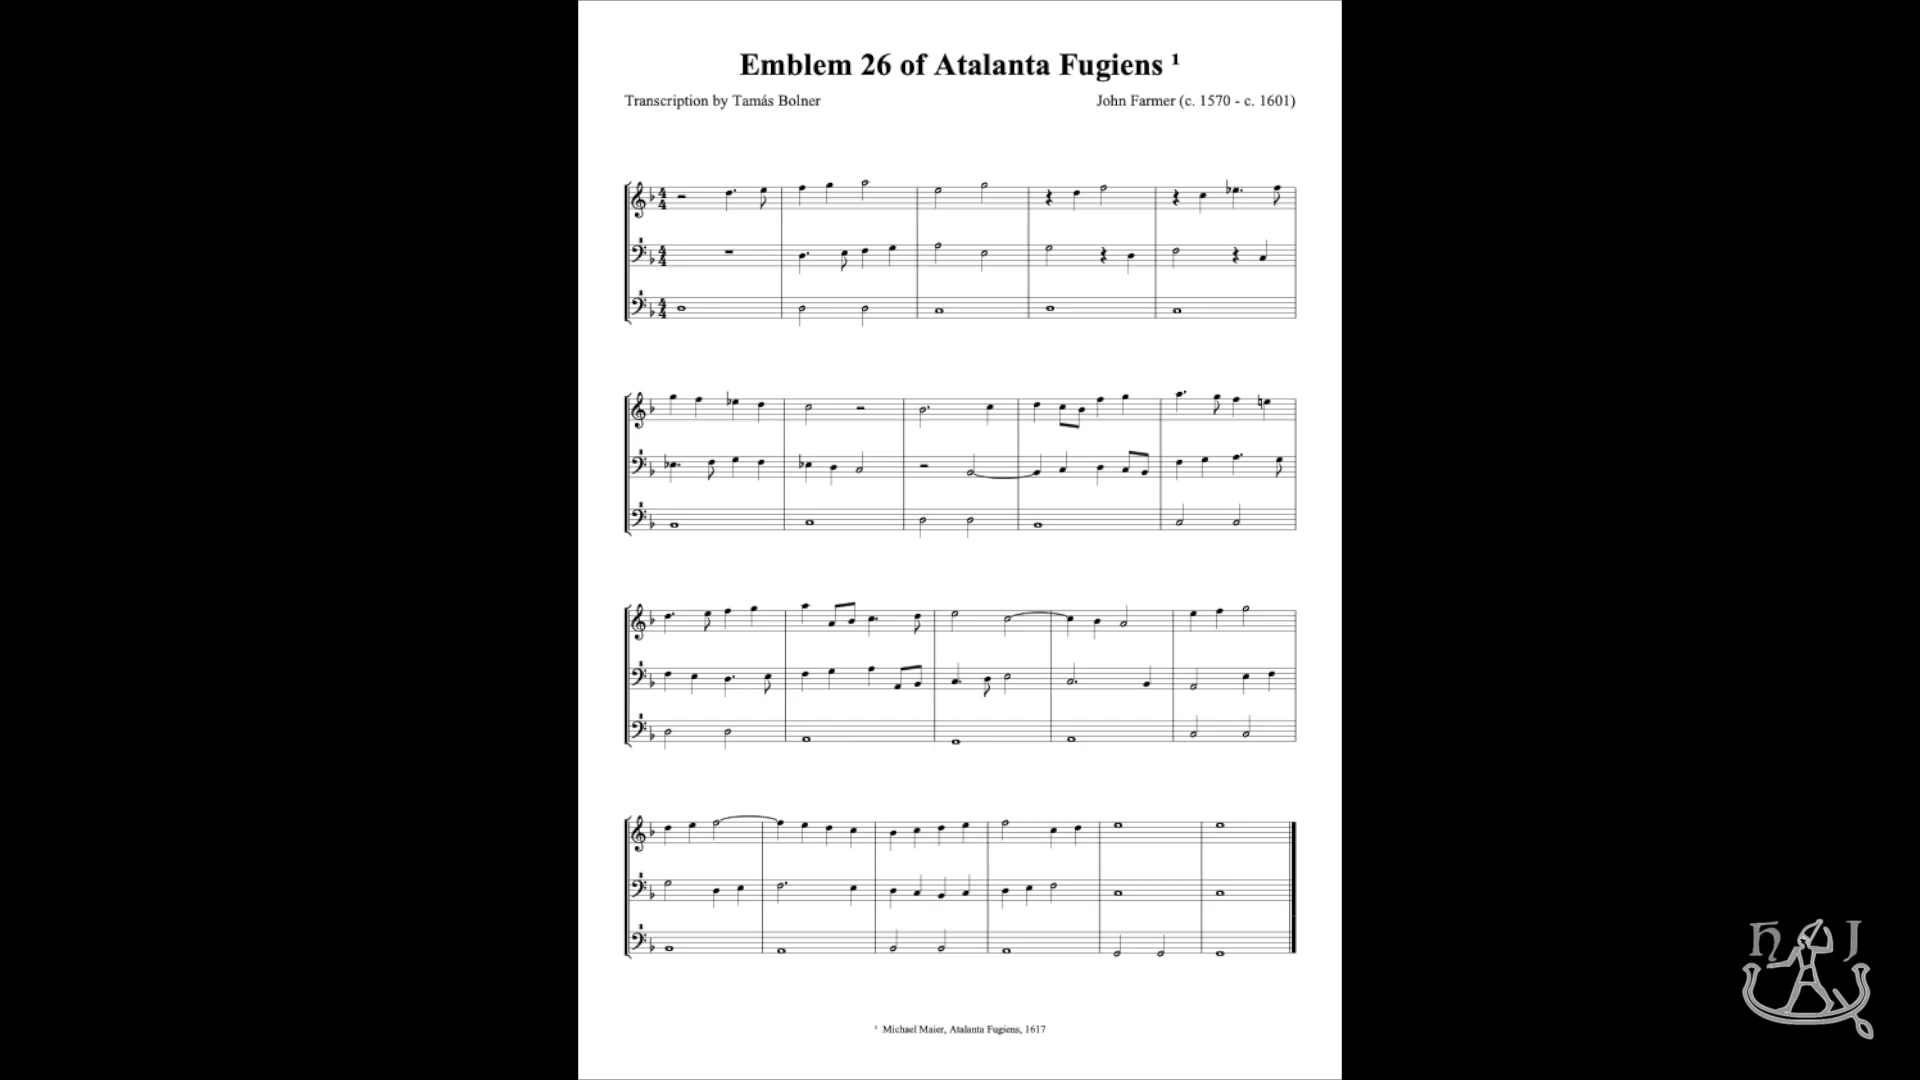 Emblem 26 of Atalanta Fugiens ¹
Transcription by Tamás Bolner
John Farmer (c. 1570 - c. 1601)
¹ Michael Maier, Atalanta Fugiens, 1617
H J